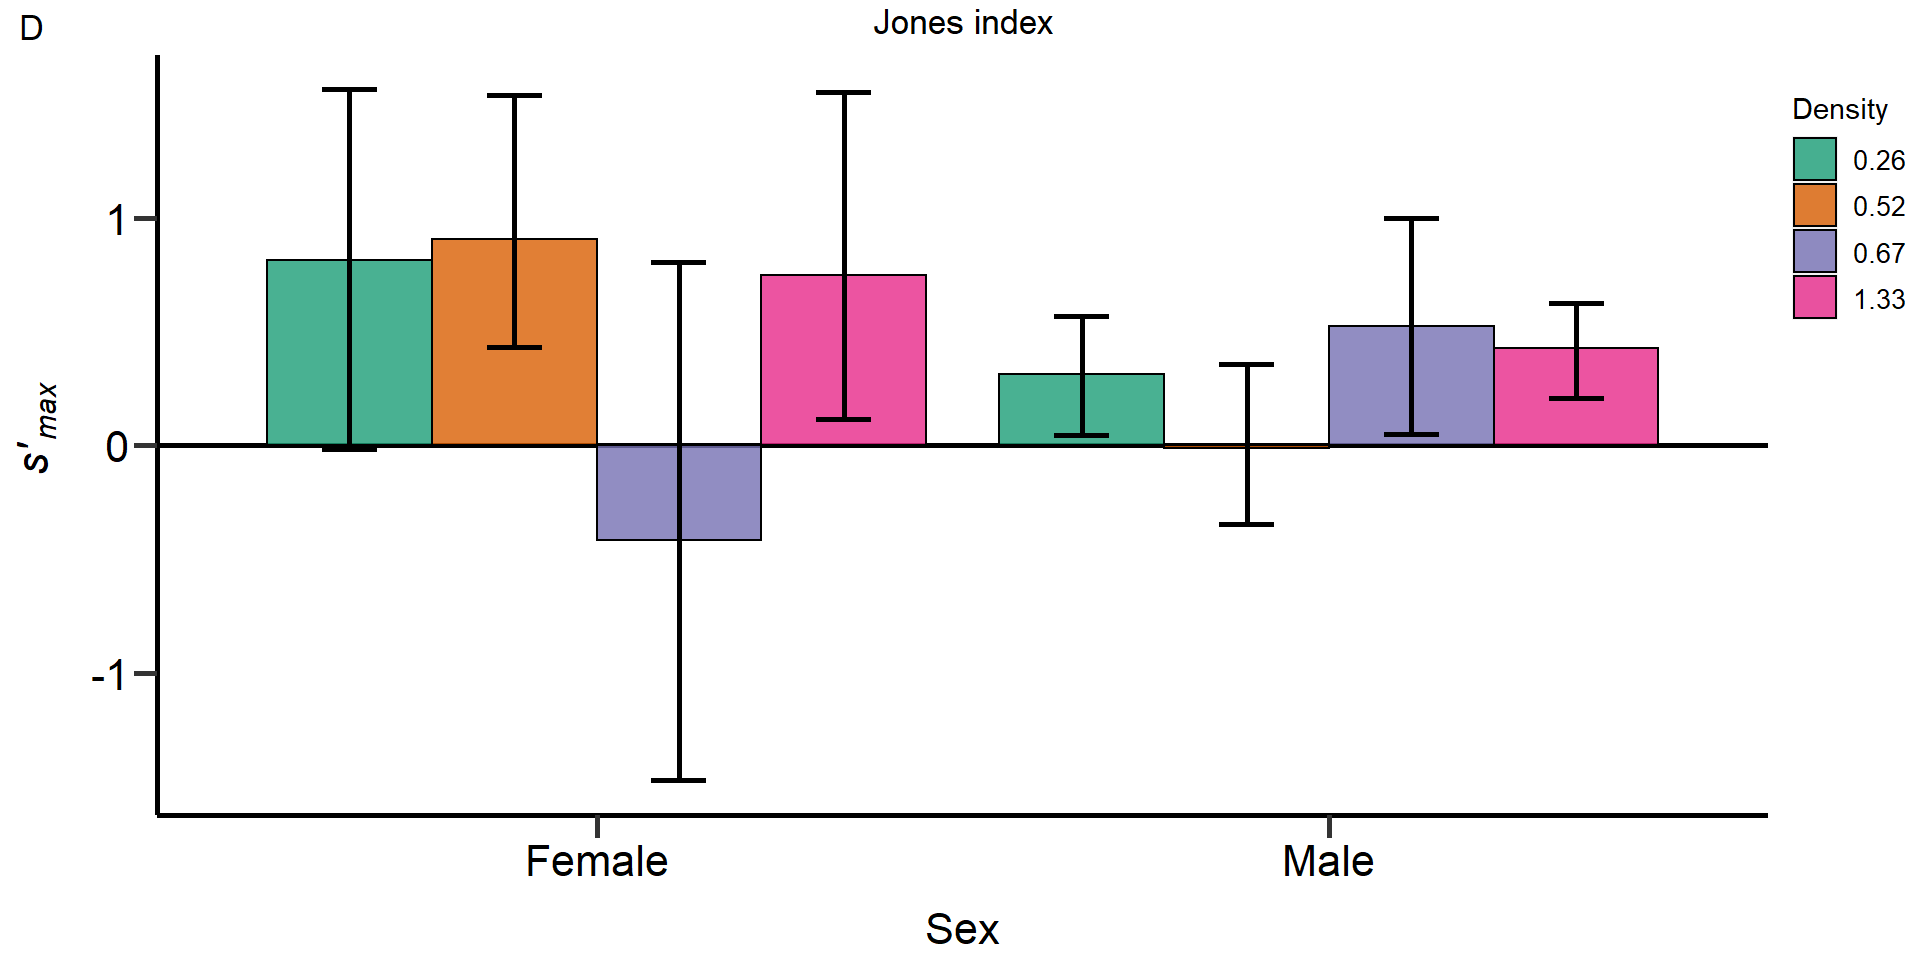 D
Jones index
s'max
1
0
-1
Female
Male
Sex
Density
0.26
0.52
0.67
1.33